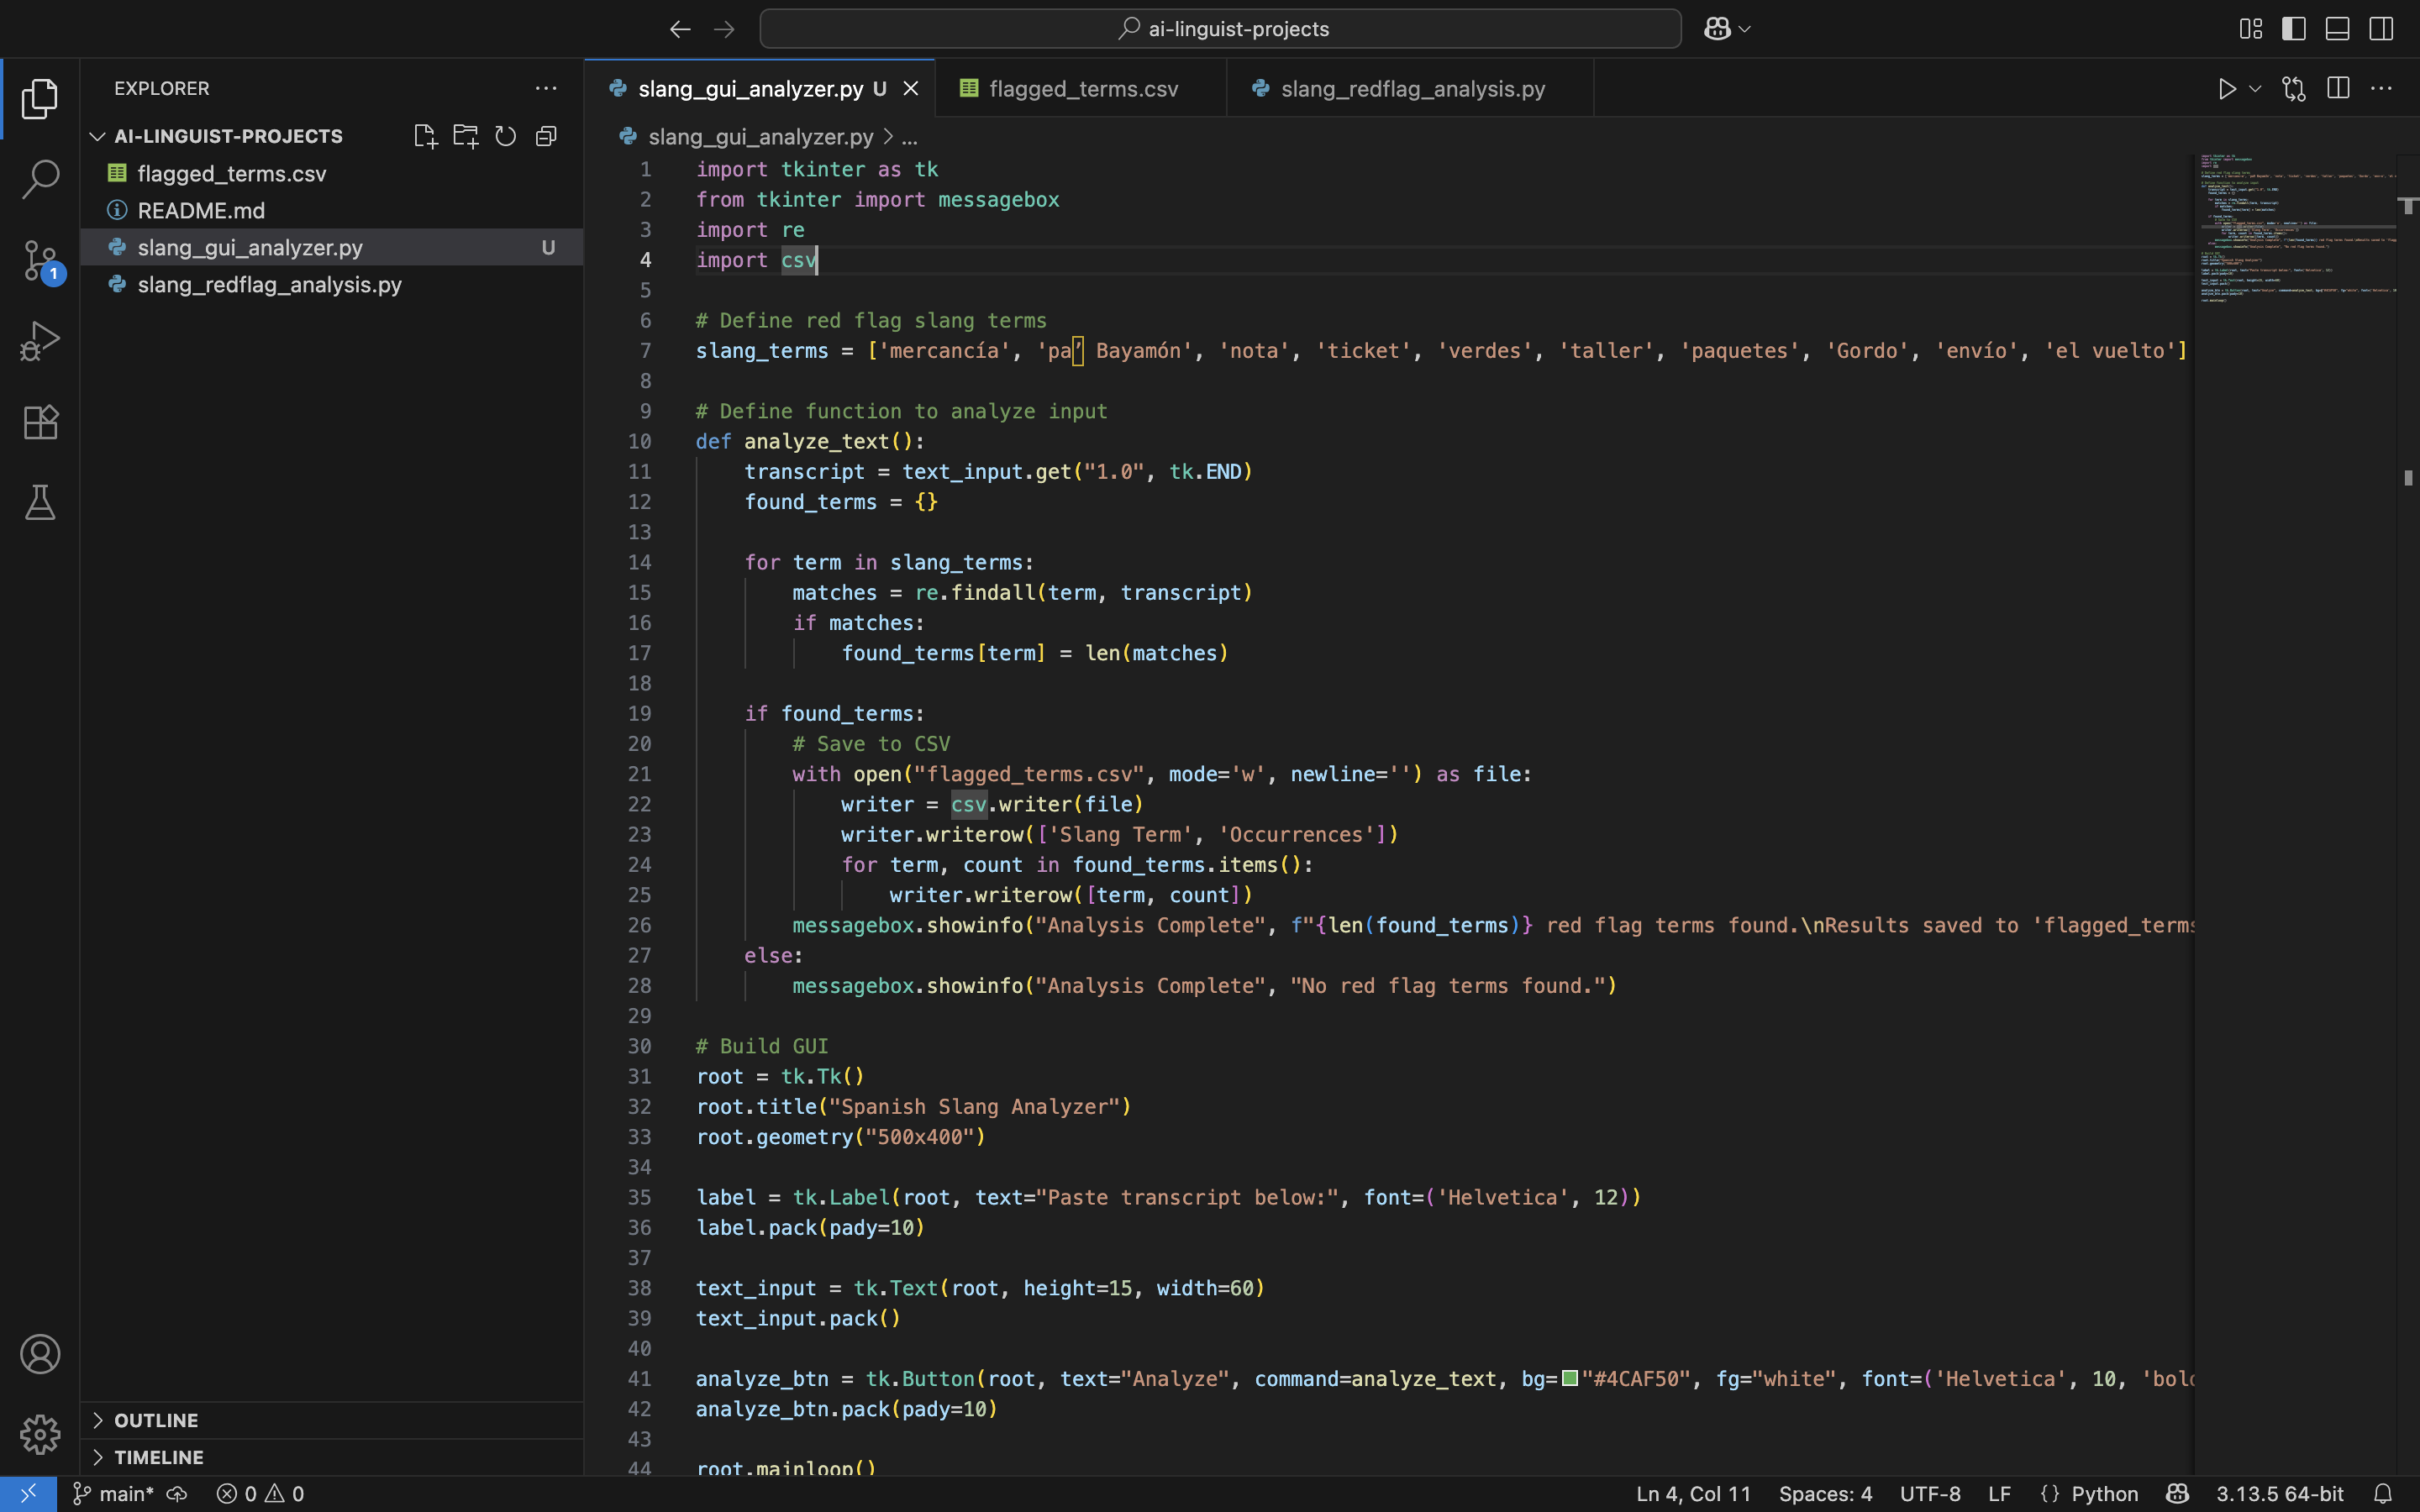 ai-linguist-projects
EXPLORER
AI-LINGUIST-PROJECTS
flagged_terms.csv
README.md
slang_gui_analyzer.py U
slang_redflag_analysis.py
1
OUTLINE
TIMELINE
slang_gui_analyzer.py U
flagged_terms.csv
slang_redflag_analysis.py
slang_gui_analyzer.py > ...
1 import tkinter as tk
2 from tkinter import messagebox
3 import re
4 import csv
5
6 # Define red flag slang terms
7 slang_terms = ['mercancía', 'pa’ Bayamón', 'nota', 'ticket', 'verdes', 'taller', 'paquetes', 'Gordo', 'envío', 'el vuelto']
8
9 # Define function to analyze input
10 def analyze_text():
11     transcript = text_input.get("1.0", tk.END)
12     found_terms = {}
13
14     for term in slang_terms:
15         matches = re.findall(term, transcript)
16         if matches:
17             found_terms[term] = len(matches)
18
19     if found_terms:
20         # Save to CSV
21         with open("flagged_terms.csv", mode='w', newline='') as file:
22             writer = csv.writer(file)
23             writer.writerow(['Slang Term', 'Occurrences'])
24             for term, count in found_terms.items():
25                 writer.writerow([term, count])
26         messagebox.showinfo("Analysis Complete", f"{len(found_terms)} red flag terms found.\nResults saved to 'flagged_terms
27     else:
28         messagebox.showinfo("Analysis Complete", "No red flag terms found.")
29
30 # Build GUI
31 root = tk.Tk()
32 root.title("Spanish Slang Analyzer")
33 root.geometry("500x400")
34
35 label = tk.Label(root, text="Paste transcript below:", font=('Helvetica', 12))
36 label.pack(pady=10)
37
38 text_input = tk.Text(root, height=15, width=60)
39 text_input.pack()
40
41 analyze_btn = tk.Button(root, text="Analyze", command=analyze_text, bg="#4CAF50", fg="white", font=('Helvetica', 10, 'bold
42 analyze_btn.pack(pady=10)
43
44 root.mainloop()
main* 0 0 Ln 4, Col 11 Spaces: 4 UTF-8 LF {} Python 3.13.5 64-bit